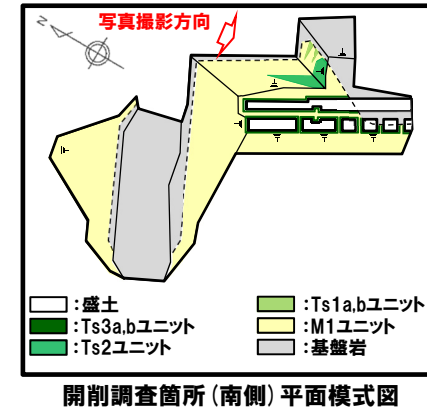 写真撮影方向
N
:盛土
:Ts3a,bユニット
:Ts2ユニット
:Ts1a,bユニット
:M1ユニット
:基盤岩
開削調査箇所(南側)平面模式図